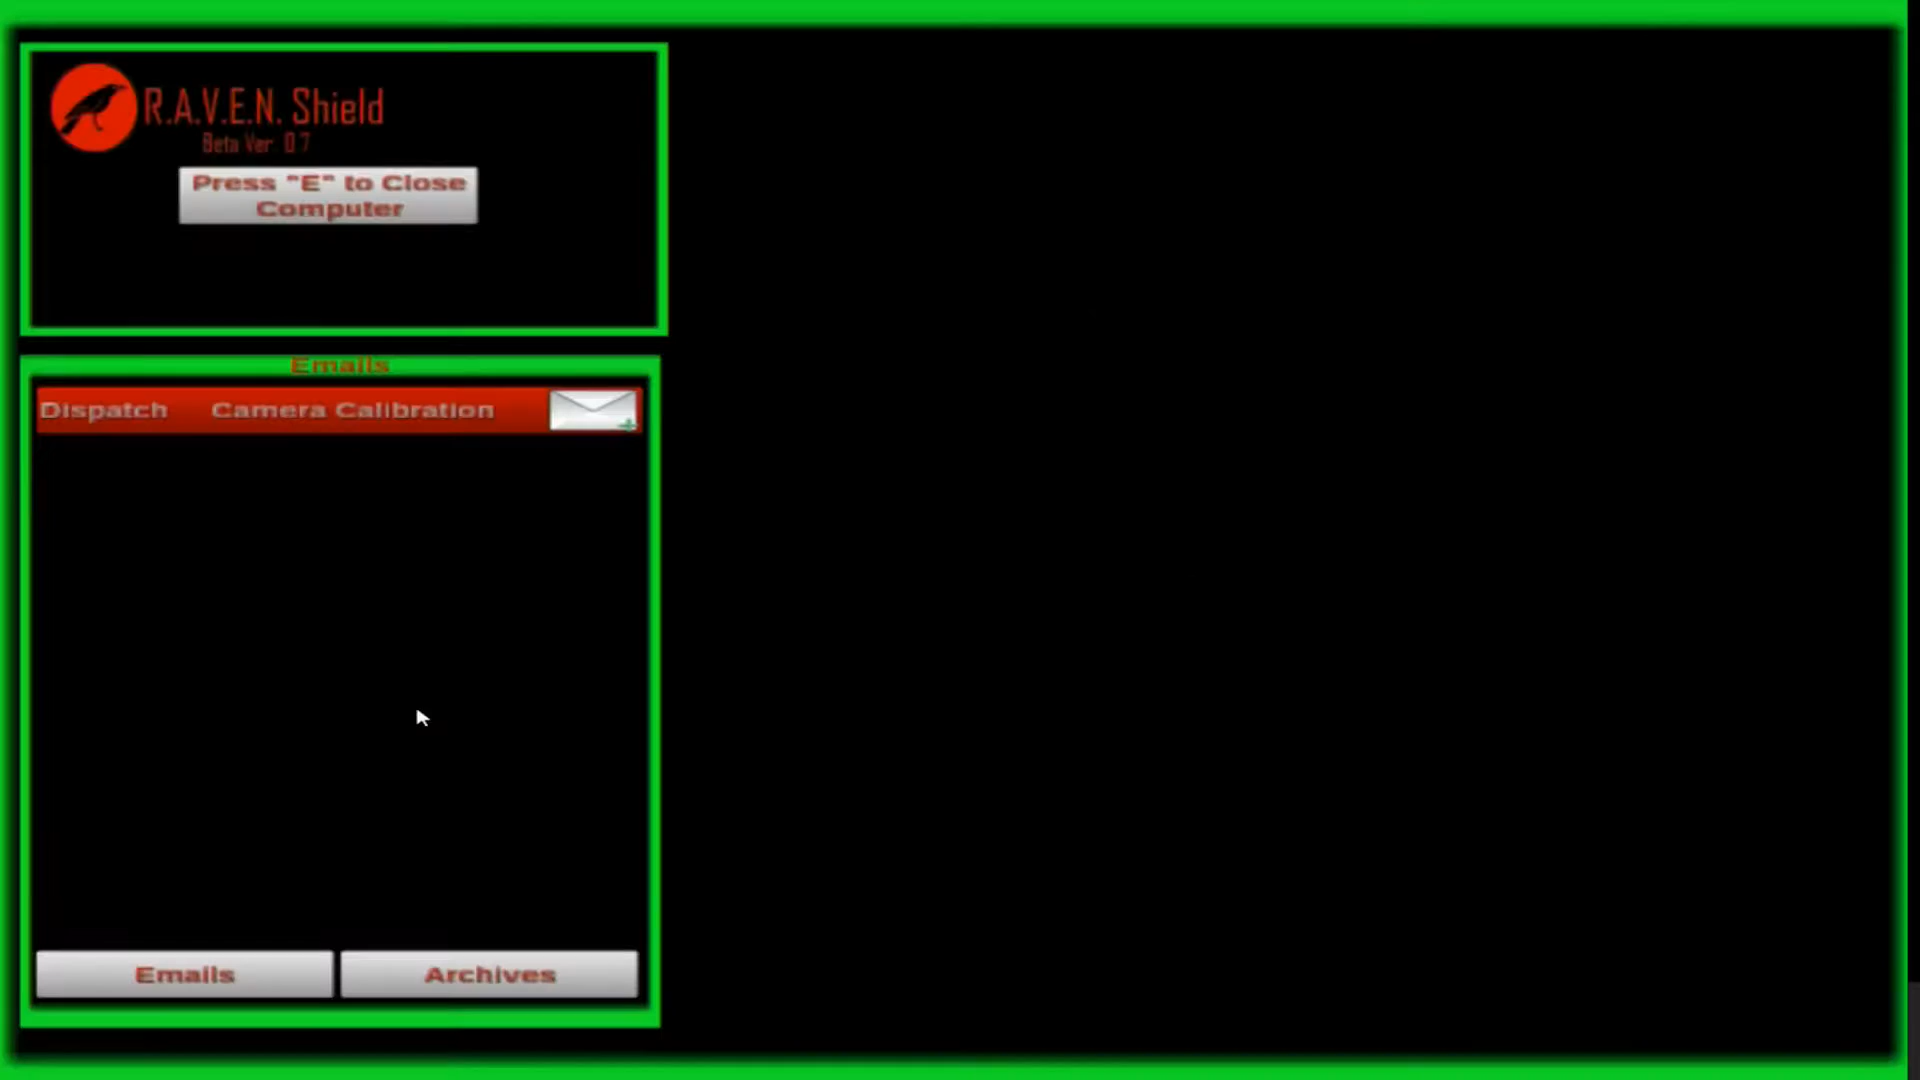 R.A.V.E.N. Shield
Beta Ver: 0.7
Press "E" to Close
Computer
Emails
Dispatch Camera Calibration
Emails Archives